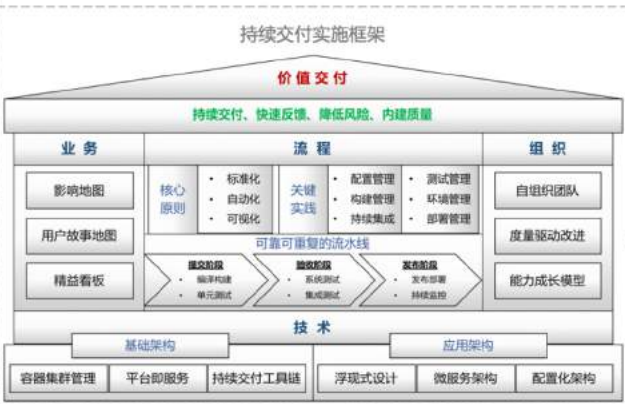 持续交付实施框架
价值交付
持续交付、快速反馈、降低风险、内建质量
业务
流程
组织
影响地图
用户故事地图
精益看板
核心
原则
• 标准化
• 自动化
• 可视化
关键
实践
• 配置管理
• 构建管理
• 持续集成
• 测试管理
• 环境管理
• 部署管理
可靠可重复的流水线
提交阶段
• 编译构建
• 单元测试
验收阶段
• 系统测试
• 集成测试
发布阶段
• 发布部署
• 持续监控
自组织团队
度量驱动改进
能力成长模型
技术
基础架构
应用架构
容器集群管理
平台即服务
持续交付工具链
浮现式设计
微服务架构
配置化架构